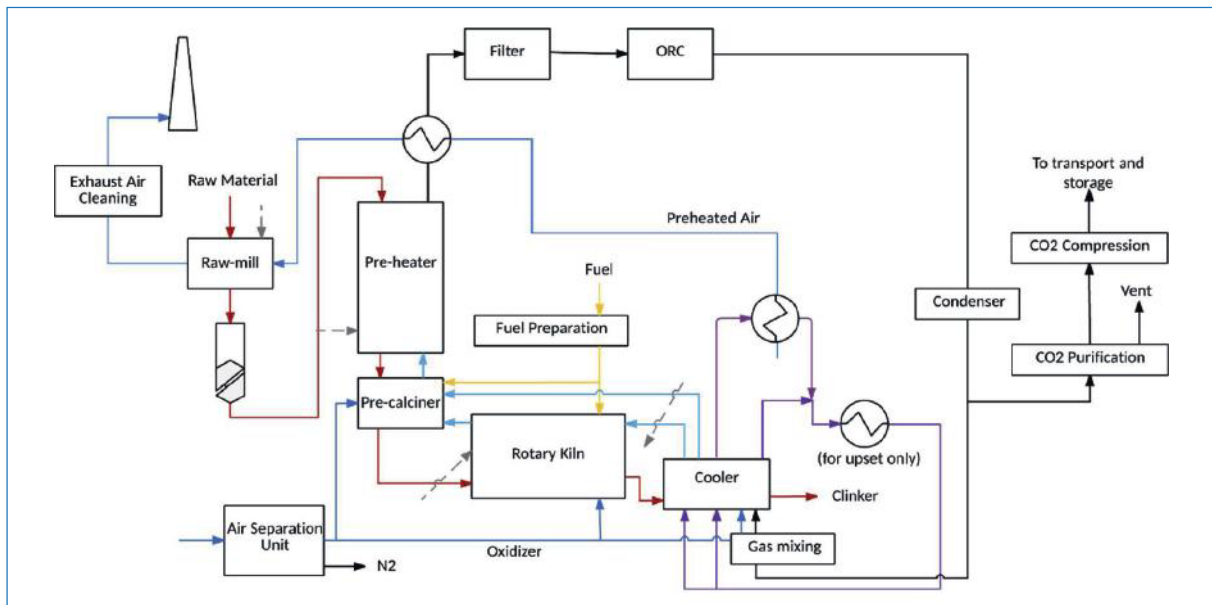 Filter
ORC
Exhaust Air
Cleaning
Raw Material
To transport and
storage
Preheated Air
Pre-heater
Raw-mill
CO2 Compression
Fuel
Vent
Condenser
Fuel Preparation
CO2 Purification
Pre-calciner
Rotary Kiln
(for upset only)
Cooler
Clinker
Air Separation
Unit
Oxidizer
Gas mixing
N2